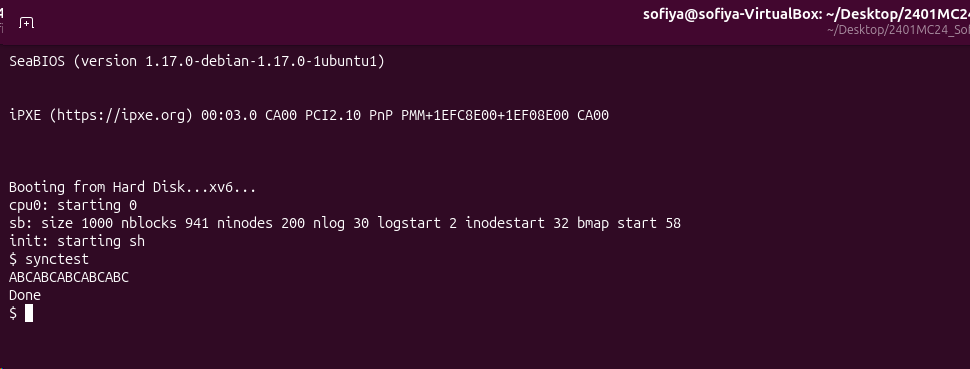 sofiya@sofiya-VirtualBox: ~/Desktop/2401MC24
~/Desktop/2401MC24_Sof
SeaBIOS (version 1.17.0-debian-1.17.0-1ubuntu1)
iPXE (https://ipxe.org) 00:03.0 CA00 PCI2.10 PnP PMM+1EFC8E00+1EF08E00 CA00
Booting from Hard Disk...xv6...
cpu0: starting 0
sb: size 1000 nblocks 941 ninodes 200 nlog 30 logstart 2 inodestart 32 bmap start 58
init: starting sh
$ synctest
ABCABCABCABCABC
Done
$